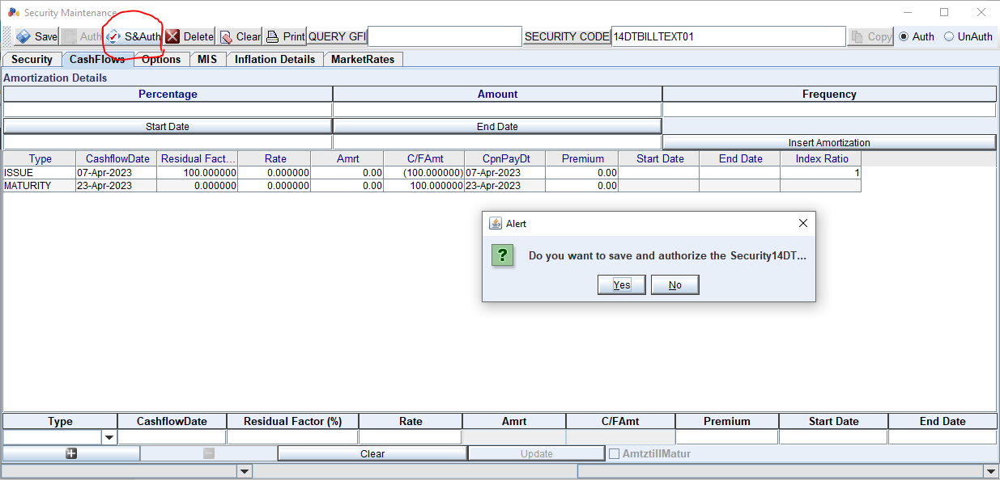 Security Maintenance
Save Auth S&Auth Delete Clear Print QUERY GFI SECURITY CODE 14DTBILLTEXT01 Copy Auth UnAuth
Security CashFlows Options MIS Inflation Details MarketRates
Amortization Details
Percentage Amount Frequency
Start Date End Date
Insert Amortization
Type CashflowDate Residual Fact... Rate Amrt C/FAmt CpnPayDt Premium Start Date End Date Index Ratio
ISSUE 07-Apr-2023 100.000000 0.000000 0.00 (100.000000) 07-Apr-2023 0.00 1
MATURITY 23-Apr-2023 0.000000 0.000000 0.00 100.000000 23-Apr-2023 0.00
Alert
Do you want to save and authorize the Security14DT...
Yes No
Type CashflowDate Residual Factor (%) Rate Amrt C/FAmt Premium Start Date End Date
Clear Update AmtztillMatur